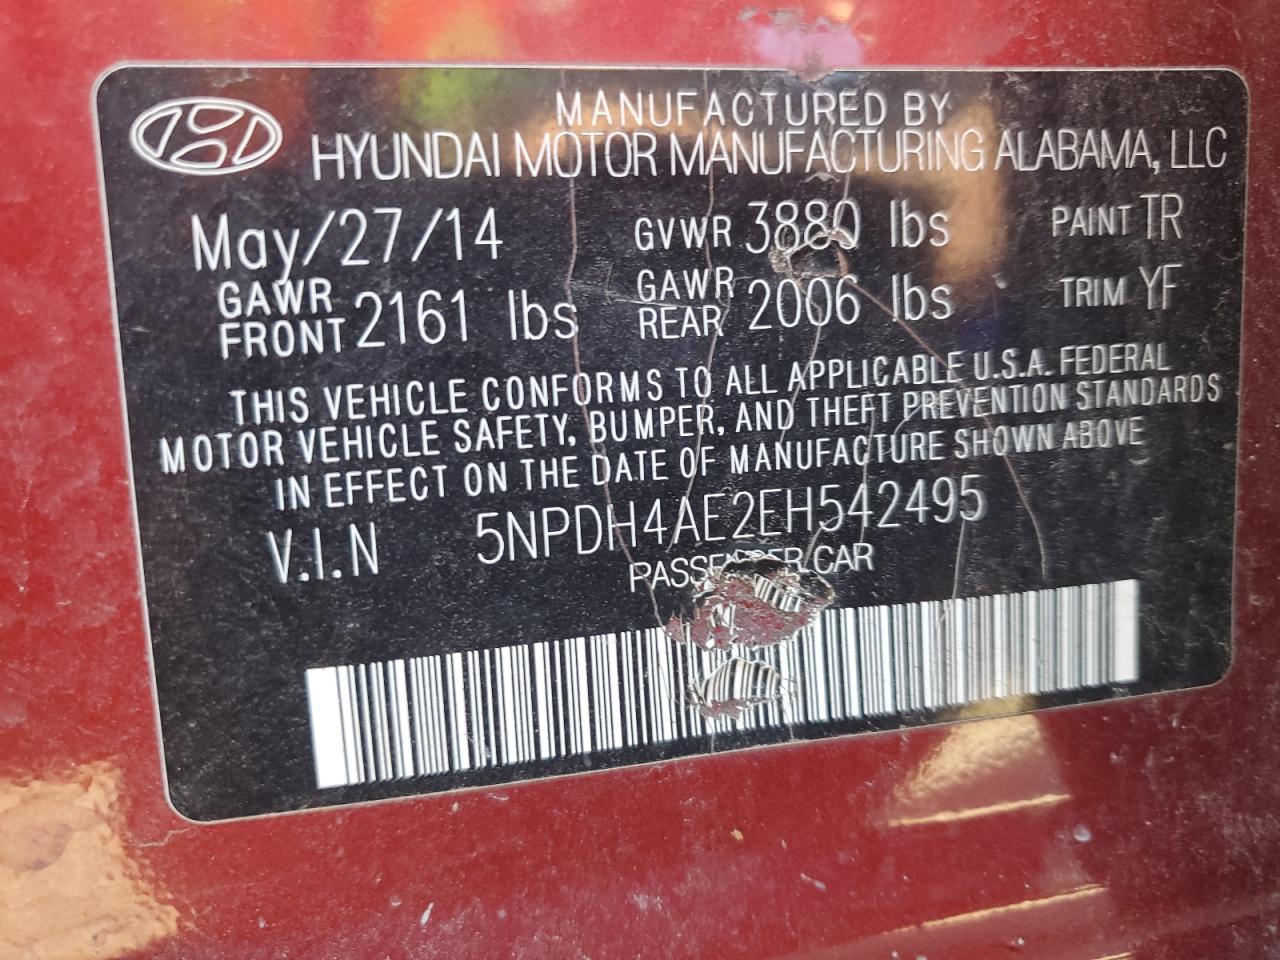 MANUFACTURED BY
HYUNDAI MOTOR MANUFACTURING ALABAMA, LLC
May/27/14 GVWR 3880 lbs PAINT TR
GAWR FRONT 2161 lbs GAWR REAR 2006 lbs TRIM YF
THIS VEHICLE CONFORMS TO ALL APPLICABLE U.S.A. FEDERAL
MOTOR VEHICLE SAFETY, BUMPER, AND THEFT PREVENTION STANDARDS
IN EFFECT ON THE DATE OF MANUFACTURE SHOWN ABOVE
V.I.N 5NPDH4AE2EH542495
PASSENGER CAR